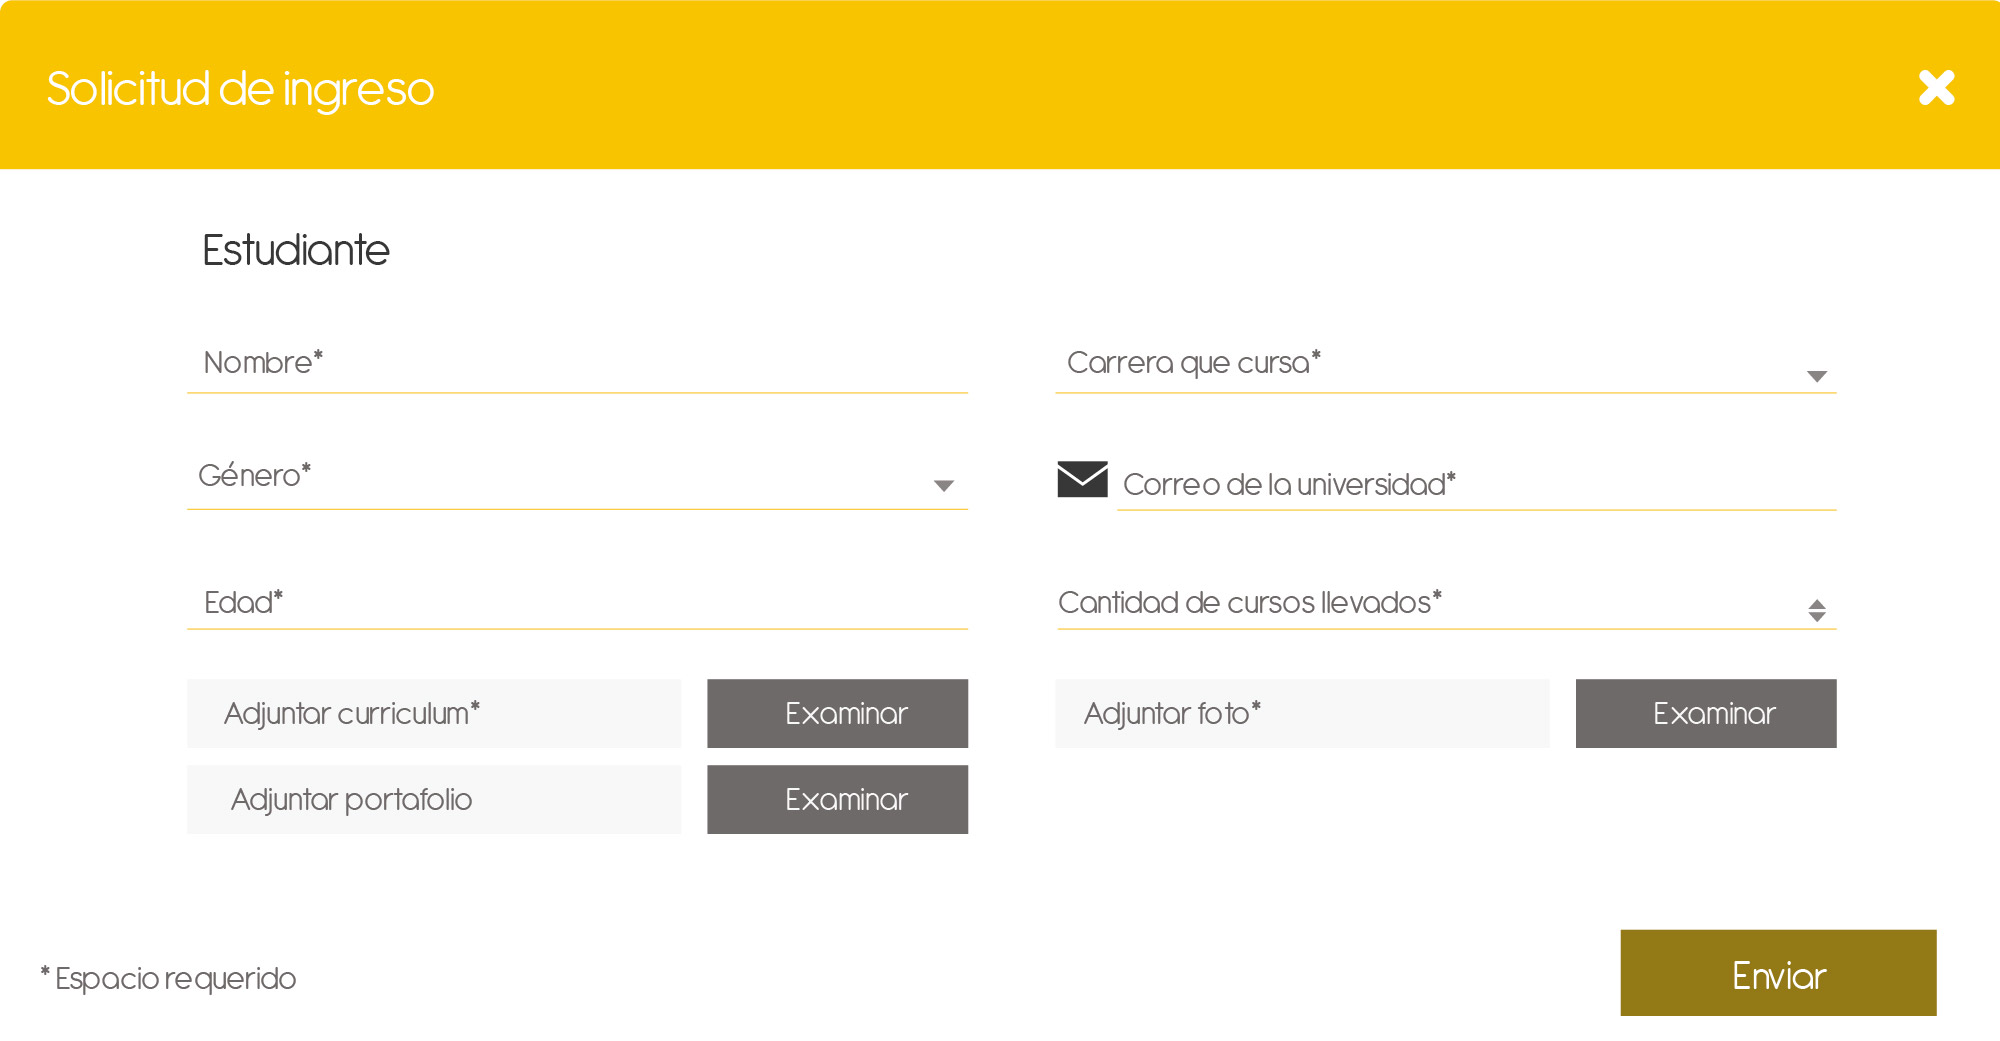 Solicitud de ingreso
Estudiante
Nombre*
Carrera que cursa*
Género*
Correo de la universidad*
Edad*
Cantidad de cursos llevados*
Adjuntar curriculum*
Examinar
Adjuntar foto*
Examinar
Adjuntar portafolio
Examinar
* Espacio requerido
Enviar